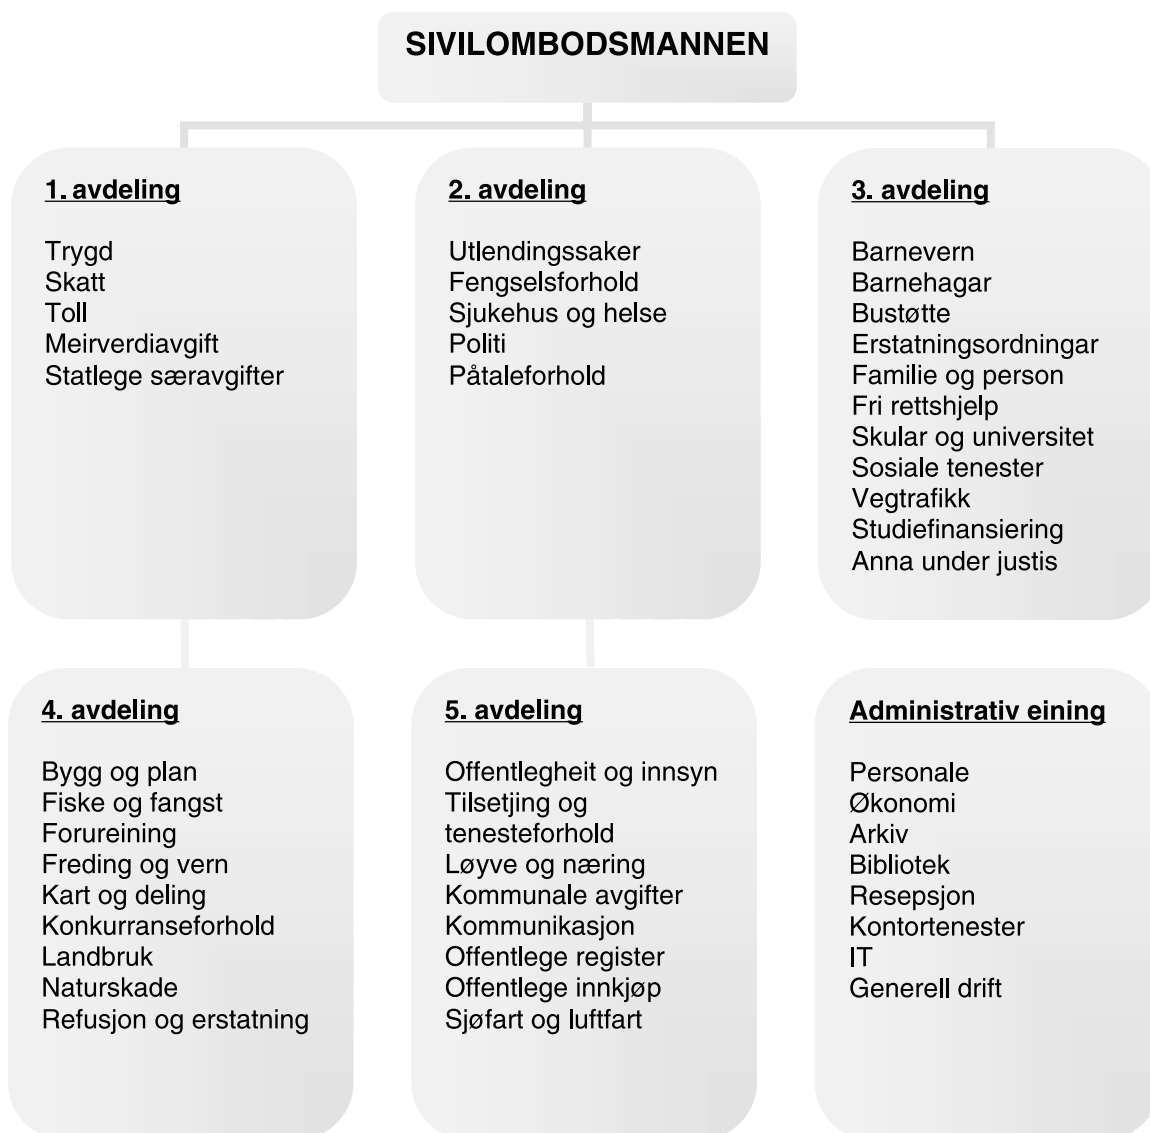 SIVILOMBODSMANNEN
1. avdeling
Trygd
Skatt
Toll
Meirverdiavgift
Statlege særavgifter
2. avdeling
Utlendingssaker
Fengselsforhold
Sjukehus og helse
Politi
Påtaleforhold
3. avdeling
Barnevern
Barnehagar
Bustøtte
Erstatningsordningar
Familie og person
Fri rettshjelp
Skular og universitet
Sosiale tenester
Vegtrafikk
Studiefinansiering
Anna under justis
4. avdeling
Bygg og plan
Fiske og fangst
Forureining
Freding og vern
Kart og deling
Konkurranseforhold
Landbruk
Naturskade
Refusjon og erstatning
5. avdeling
Offentlegheit og innsyn
Tilsetjing og
tenesteforhold
Løyve og næring
Kommunale avgifter
Kommunikasjon
Offentlege register
Offentlege innkjøp
Sjøfart og luftfart
Administrativ eining
Personale
Økonomi
Arkiv
Bibliotek
Resepsjon
Kontortenester
IT
Generell drift